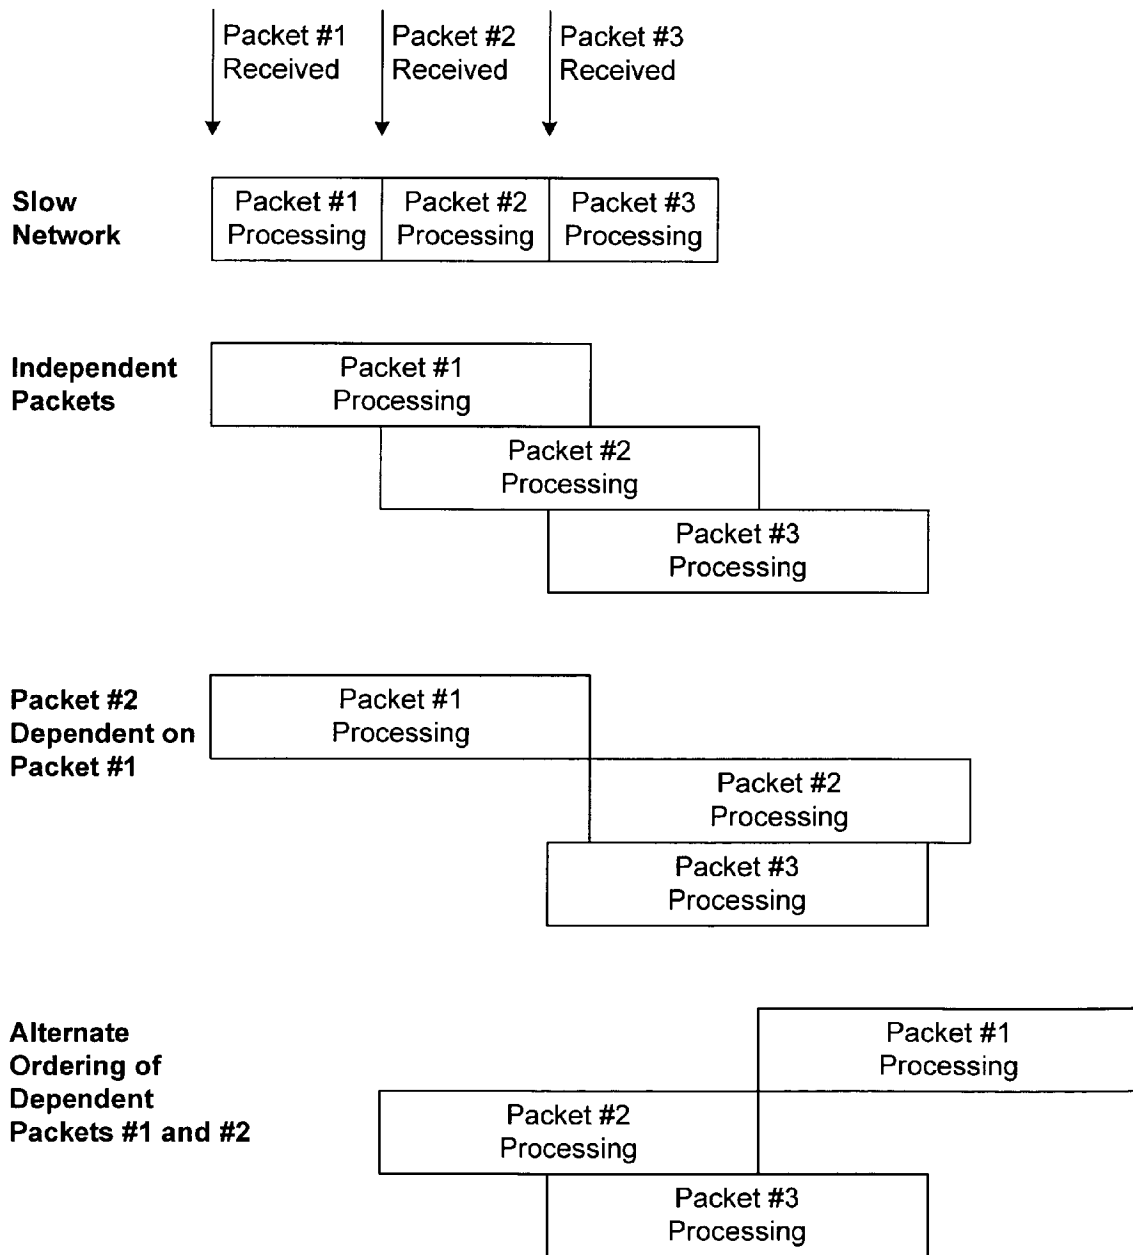 Packet #1
Received
Packet #2
Received
Packet #3
Received
Slow
Network
Packet #1
Processing
Packet #2
Processing
Packet #3
Processing
Independent
Packets
Packet #1
Processing
Packet #2
Processing
Packet #3
Processing
Packet #2
Dependent on
Packet #1
Packet #1
Processing
Packet #2
Processing
Packet #3
Processing
Alternate
Ordering of
Dependent
Packets #1 and #2
Packet #1
Processing
Packet #2
Processing
Packet #3
Processing